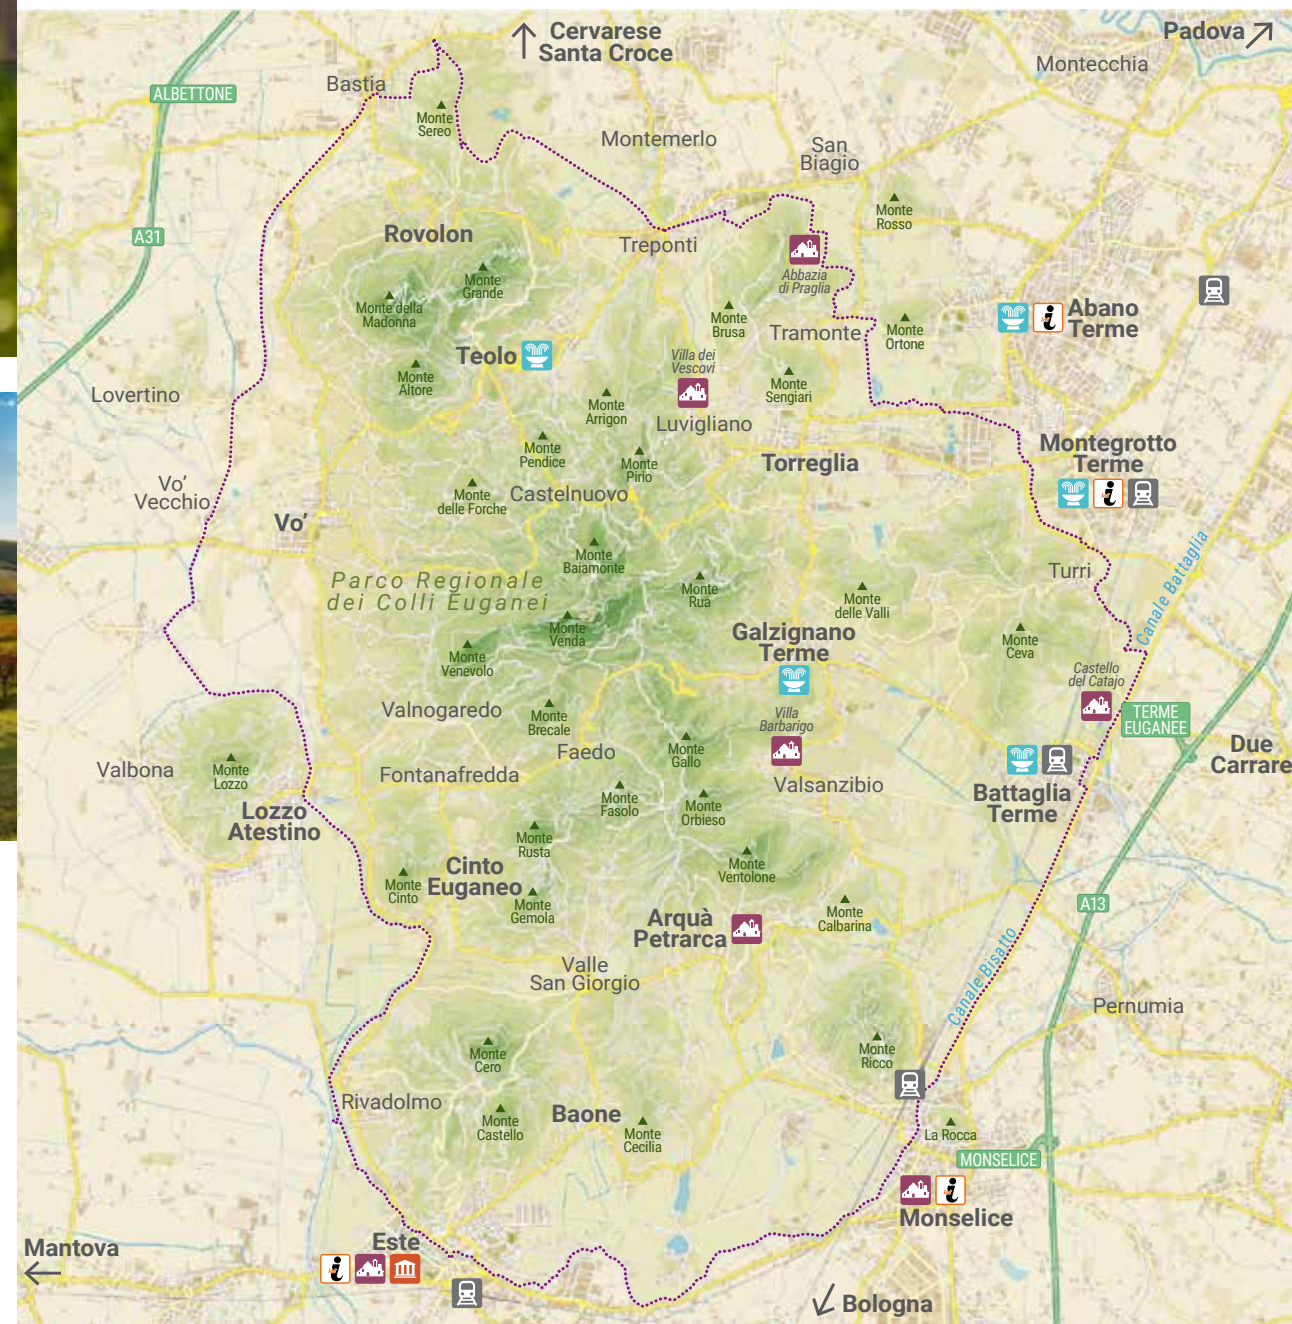 Cervarese
Santa Croce
Padova
Montecchia
Bastia
ALBETTONE
Monte
Sereo
Montemerlo
San
Biagio
Monte
Rosso
A31
Rovolon
Treponti
Abbazia
di Praglia
Monte
Grande
Monte della
Madonna
Monte
Brusa
Tramonte
Monte
Ortone
Abano
Terme
Teolo
Villa dei
Vescovi
Monte
Altore
Monte
Sengiari
Lovertino
Monte
Arrigon
Luvigliano
Monte
Pendice
Monte
Pirio
Torreglia
Montegrotto
Terme
Vo'
Vecchio
Monte
delle Forche
Castelnuovo
Vo'
Monte
Baiamonte
Canale Battaglia
Parco Regionale
dei Colli Euganei
Monte
Rua
Monte
delle Valli
Turri
Monte
Venda
Galzignano
Terme
Monte
Ceva
Monte
Venevolo
Castello
del Catajo
Valnogaredo
Monte
Brecale
Villa
Barbarigo
TERME
EUGANEE
Faedo
Monte
Gallo
Due
Carrare
Valbona
Monte
Lozzo
Fontanafredda
Valsanzibio
Battaglia
Terme
Monte
Fasolo
Monte
Orbieso
Lozzo
Atestino
Monte
Rusta
Cinto
Euganeo
Monte
Ventolone
Monte
Cinto
Monte
Gemola
Arquà
Petrarca
Monte
Calbarina
A13
Valle
San Giorgio
Canale Bisatto
Pernumia
Monte
Cero
Monte
Ricco
Rivadolmo
Monte
Castello
Baone
Monte
Cecilia
La Rocca
MONSELICE
Monselice
Este
Mantova
Bologna